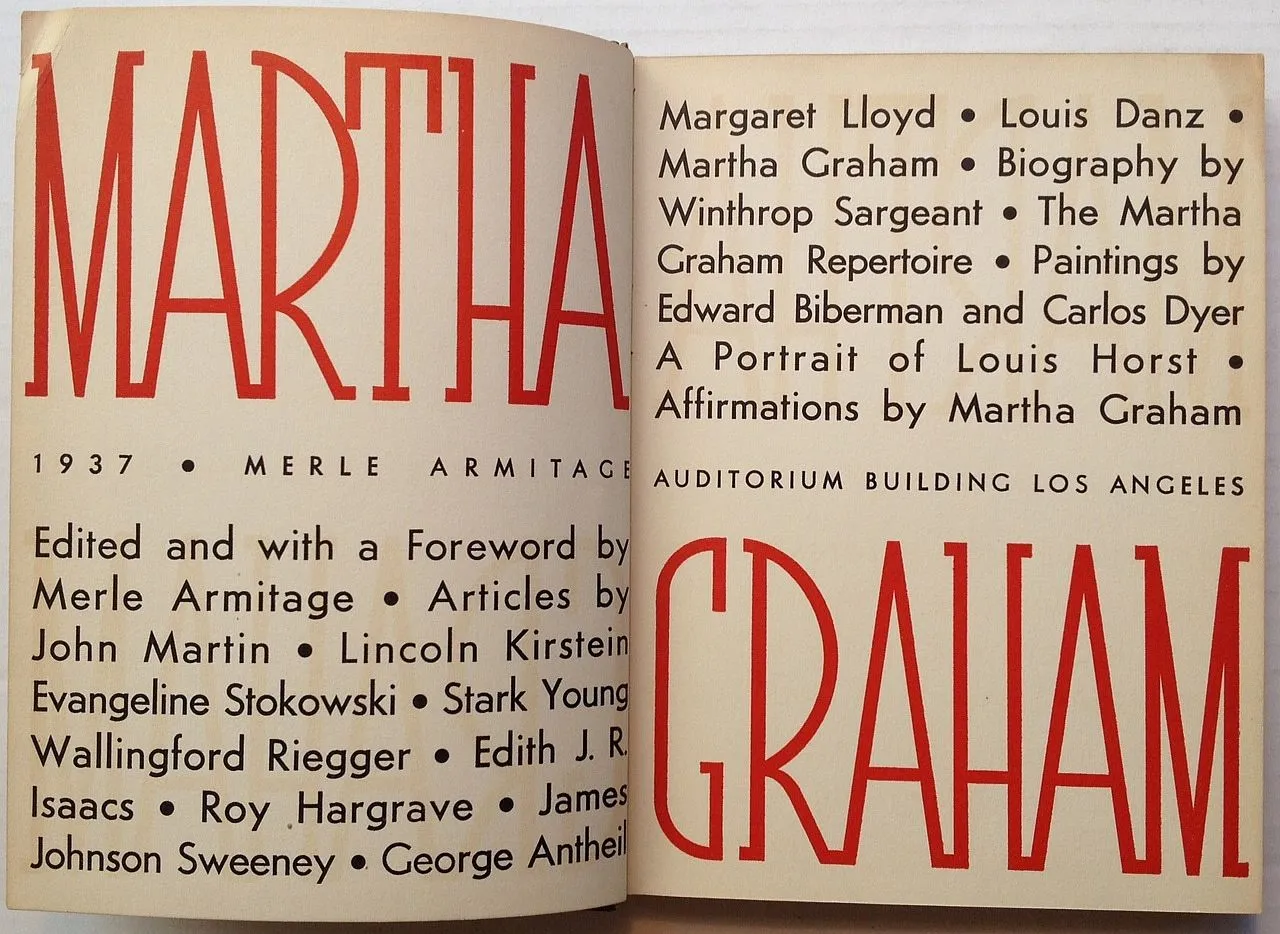 MARTHA
1937 • MERLE ARMITAGE
Edited and with a Foreword by
Merle Armitage • Articles by
John Martin • Lincoln Kirstein
Evangeline Stokowski • Stark Young
Wallingford Riegger • Edith J. R.
Isaacs • Roy Hargrave • James
Johnson Sweeney • George Antheil
Margaret Lloyd • Louis Danz •
Martha Graham • Biography by
Winthrop Sargeant • The Martha
Graham Repertoire • Paintings by
Edward Biberman and Carlos Dyer
A Portrait of Louis Horst •
Affirmations by Martha Graham
AUDITORIUM BUILDING LOS ANGELES
GRAHAM